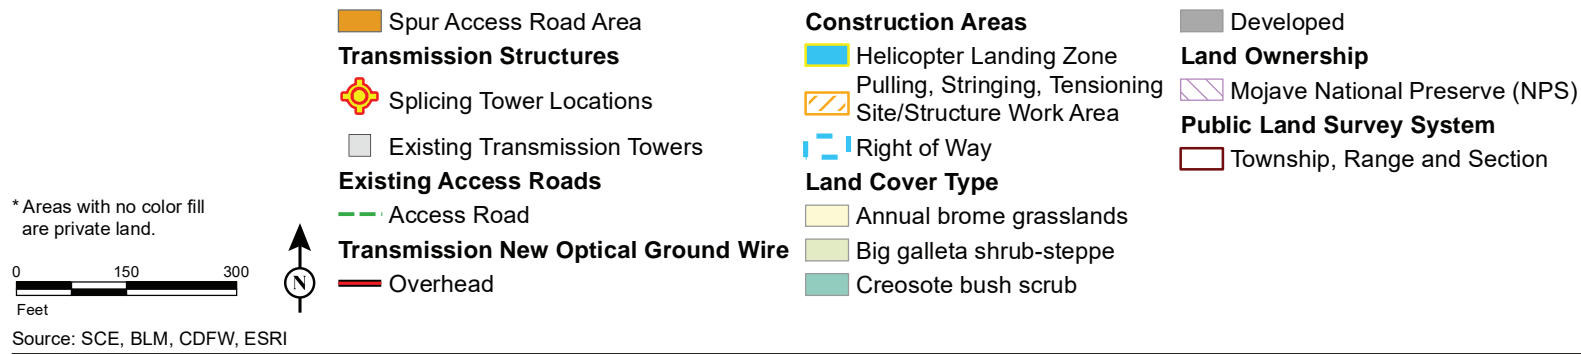 Spur Access Road Area
Transmission Structures
Splicing Tower Locations
Existing Transmission Towers
Existing Access Roads
Access Road
Transmission New Optical Ground Wire
Overhead
Construction Areas
Helicopter Landing Zone
Pulling, Stringing, Tensioning
Site/Structure Work Area
Right of Way
Land Cover Type
Annual brome grasslands
Big galleta shrub-steppe
Creosote bush scrub
Developed
Land Ownership
Mojave National Preserve (NPS)
Public Land Survey System
Township, Range and Section
* Areas with no color fill
are private land.
0 150 300
Feet
N
Source: SCE, BLM, CDFW, ESRI